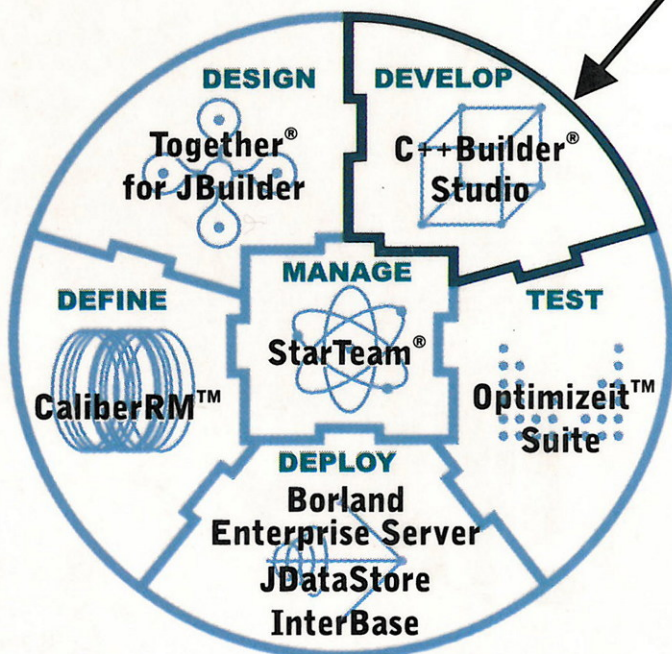 DESIGN
Together®
for JBuilder
DEVELOP
C++Builder®
Studio
DEFINE
CaliberRM™
MANAGE
StarTeam®
TEST
Optimizeit™
Suite
DEPLOY
Borland
Enterprise Server
JDataStore
InterBase